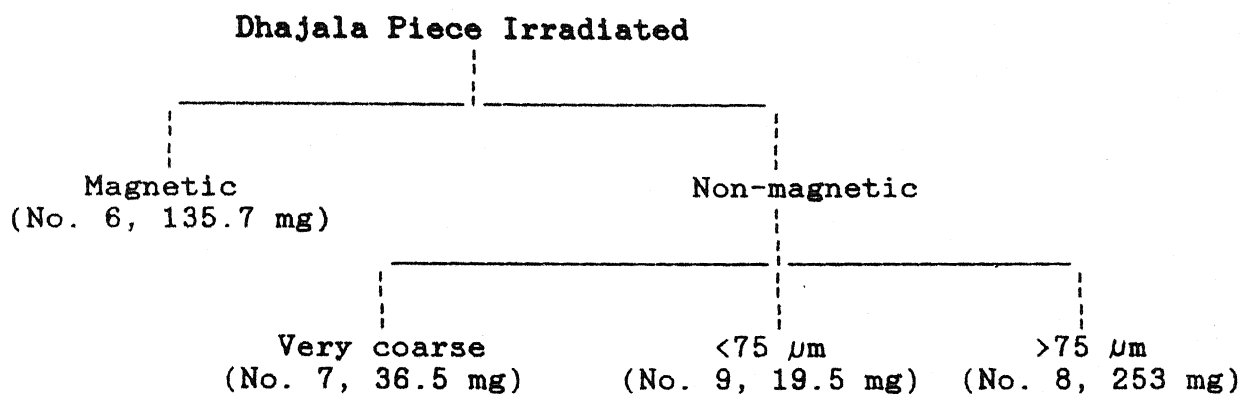 Dhajala Piece Irradiated
Magnetic
(No. 6, 135.7 mg)
Non-magnetic
Very coarse
(No. 7, 36.5 mg)
<75 µm
(No. 9, 19.5 mg)
>75 µm
(No. 8, 253 mg)